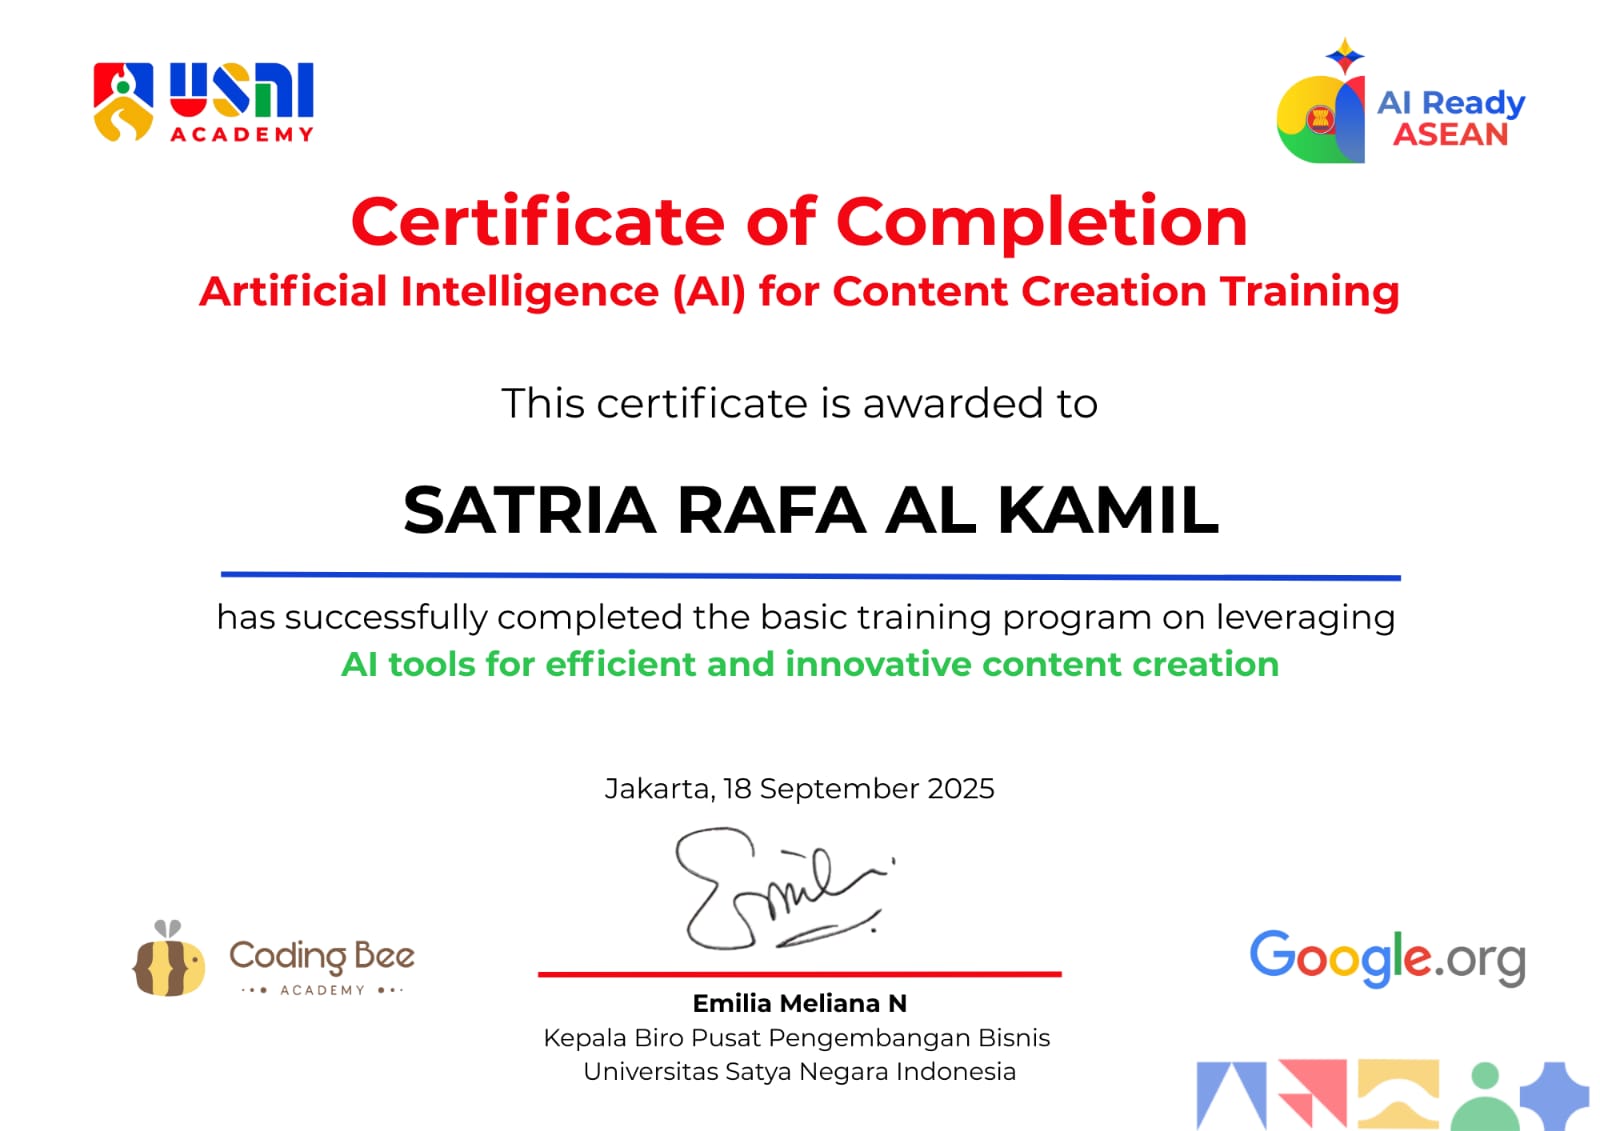 USNI
ACADEMY
AI Ready
ASEAN
Certificate of Completion
Artificial Intelligence (AI) for Content Creation Training
This certificate is awarded to
SATRIA RAFA AL KAMIL
has successfully completed the basic training program on leveraging
AI tools for efficient and innovative content creation
Jakarta, 18 September 2025
Emilia Meliana N
Kepala Biro Pusat Pengembangan Bisnis
Universitas Satya Negara Indonesia
Coding Bee
ACADEMY
Google.org